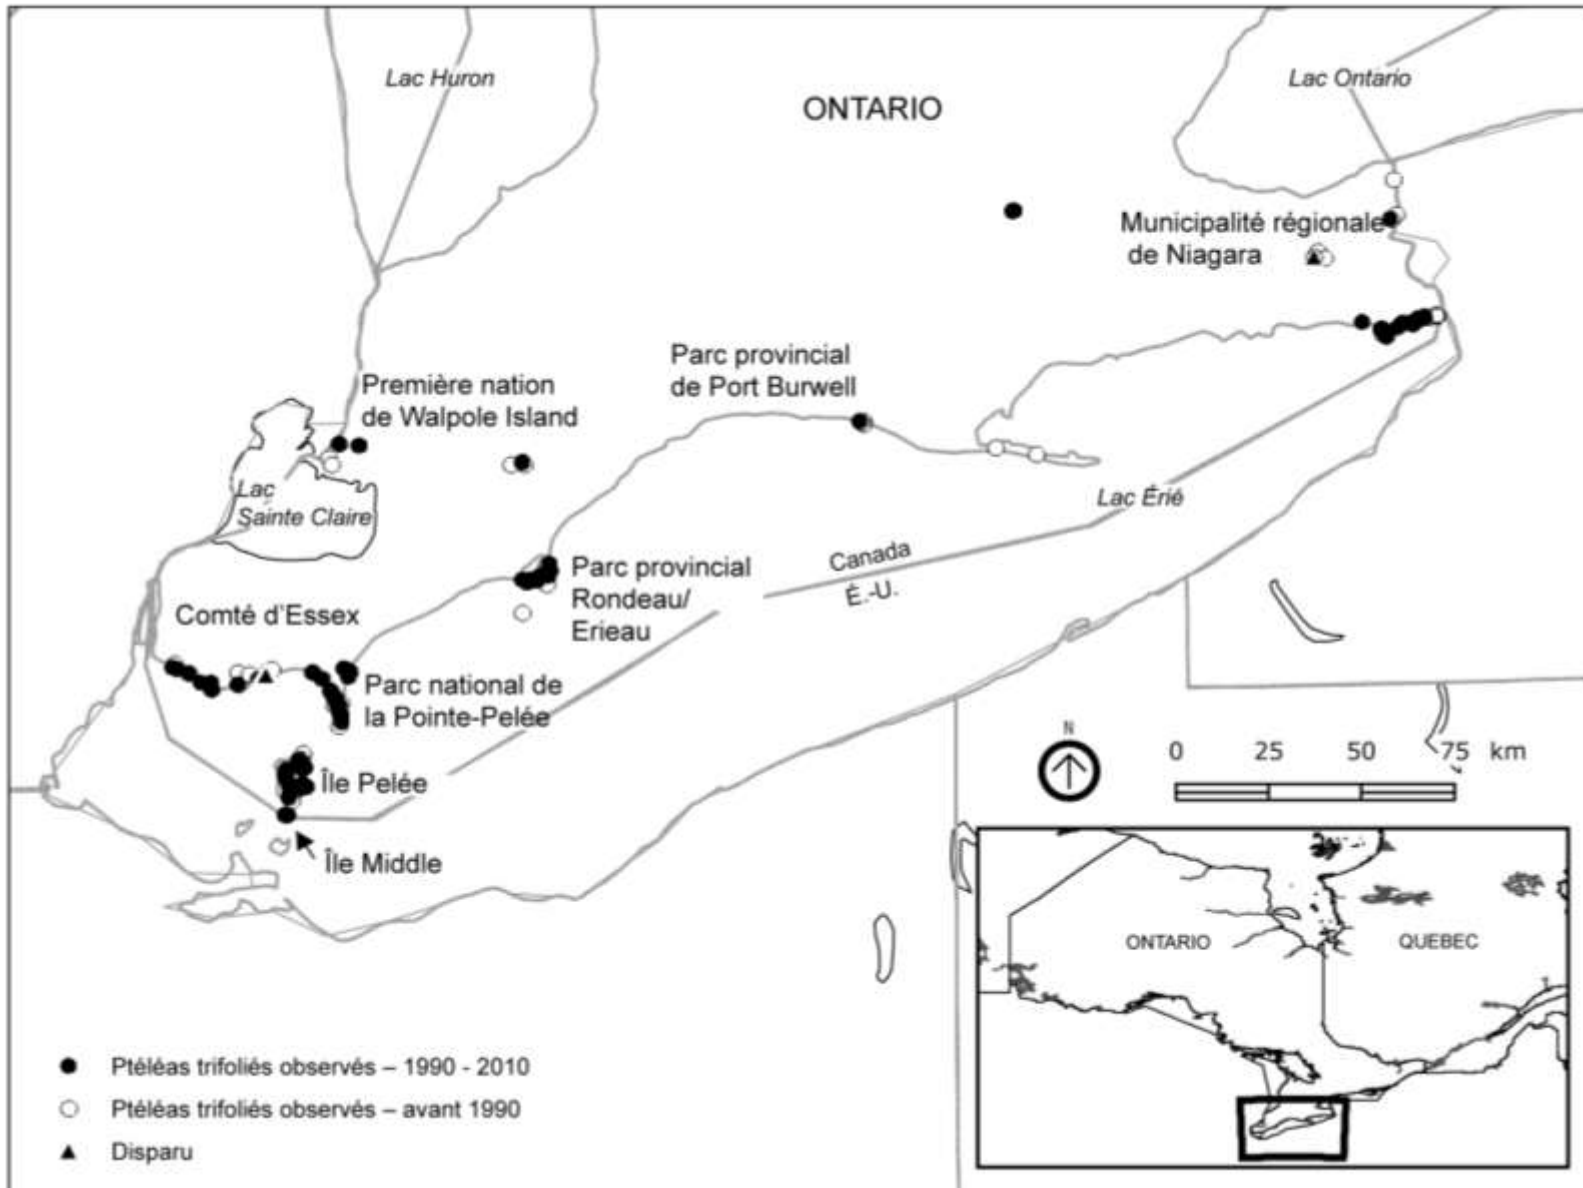 Lac Huron
Lac Ontario
ONTARIO
Municipalité régionale
de Niagara
Parc provincial
de Port Burwell
Première nation
de Walpole Island
Lac
Sainte Claire
Lac Érié
Canada
É.-U.
Parc provincial
Rondeau/
Erieau
Comté d'Essex
Parc national de
la Pointe-Pelée
Île Pelée
Île Middle
N
0 25 50 75 km
ONTARIO
QUEBEC
Ptéléas trifoliés observés – 1990 - 2010
Ptéléas trifoliés observés – avant 1990
Disparu